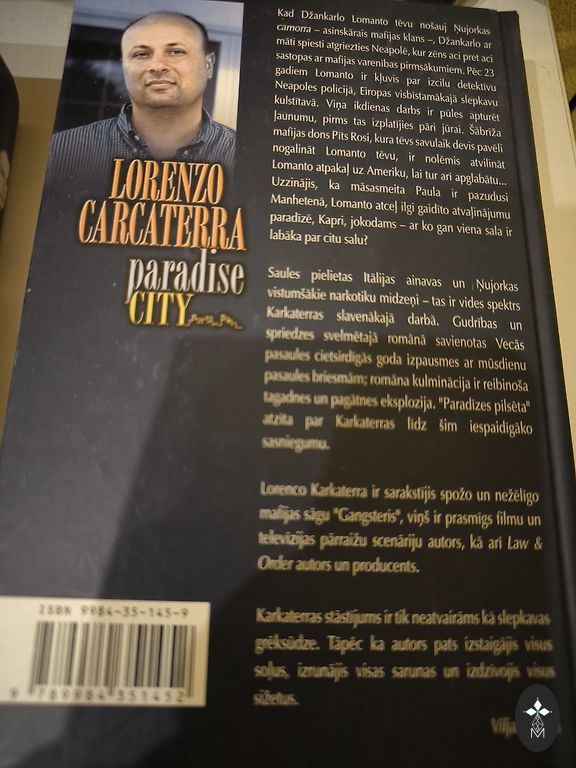 Kad Džankarlo Lomanto tēvu nošauj Ņujorkas
camorra – asinskārais mafijas klans –, Džankarlo ar
māti spiesti atgriezties Neapolē, kur zēns aci pret aci
sastopas ar mafijas varenības pirmsākumiem. Pēc 23
gadiem Lomanto ir kļuvis par izcilu detektīvu
Neapoles policijā, Eiropas visbīstamākajā slepkavu
kulstītavā. Viņa ikdienas darbs ir pūles apturēt
ļaunumu, pirms tas izplatījies pāri jūrai. Šābrīža
mafijas dons Pīts Rosi, kura tēvs savulaik devis pavēli
nogalināt Lomanto tēvu, ir nolēmis atvilināt
Lomanto atpakaļ uz Ameriku, lai tur arī apglabātu...
Uzzinājis, ka māsasmeita Paula ir pazudusi
Manhetenā, Lomanto atceļ ilgi gaidīto atvaļinājumu
paradīzē, Kapri, jokodams – ar ko gan viena sala ir
labāka par citu salu?
LORENZO
CARCATERRA
paradise
CITY
Saules pielietas Itālijas ainavas un Ņujorkas
vistumšākie narkotiku midzeņi – tas ir vides spektrs
Karkaterras slavenākajā darbā. Gudrības un
spriedzes svelmētajā romānā savienotas Vecās
pasaules cietsirdīgās goda izpausmes ar mūsdienu
pasaules briesmām; romāna kulminācija ir reibinoša
tagadnes un pagātnes eksplozija. "Paradīzes pilsēta"
atzīta par Karkaterras līdz šim iespaidīgāko
sasniegumu.
Lorenco Karkaterra ir sarakstījis spožo un nežēlīgo
mafijas sāgu "Gangsteris", viņš ir prasmīgs filmu un
televīzijas pārraižu scenāriju autors, kā arī Law &
Order autors un producents.
Karkaterras stāstījums ir tik neatvairāms kā slepkavas
grēksūdze. Tāpēc ka autors pats izstaigājis visus
soļus, izrunājis visas sarunas un izdzīvojis visus
sižetus.
ISBN 9984-35-145-9
9 789984 351452
M